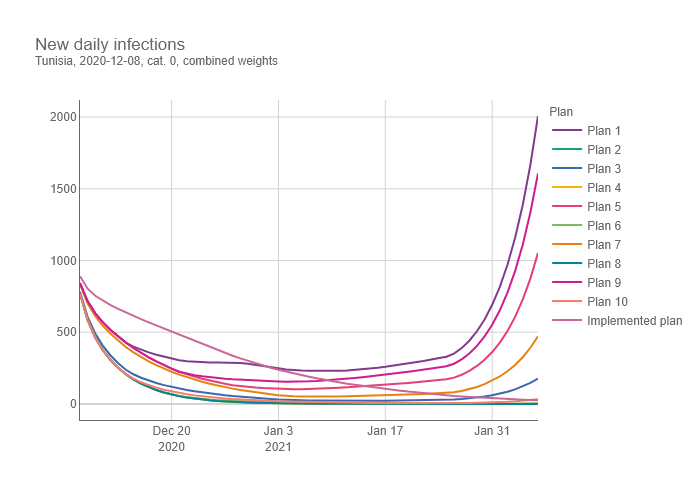 New daily infections
Tunisia, 2020-12-08, cat. 0, combined weights
2000
1500
1000
500
0
Dec 20
2020
Jan 3
2021
Jan 17
Jan 31
Plan
Plan 1
Plan 2
Plan 3
Plan 4
Plan 5
Plan 6
Plan 7
Plan 8
Plan 9
Plan 10
Implemented plan